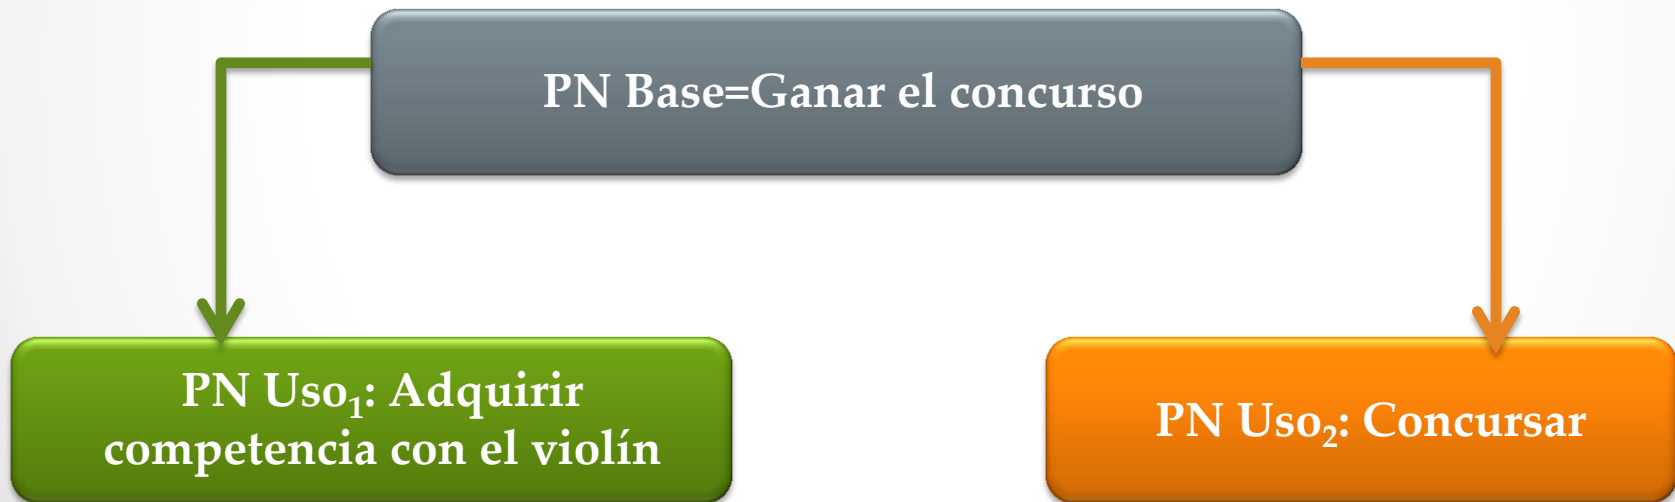 PN Base=Ganar el concurso
PN Uso₁: Adquirir
competencia con el violín
PN Uso₂: Concursar